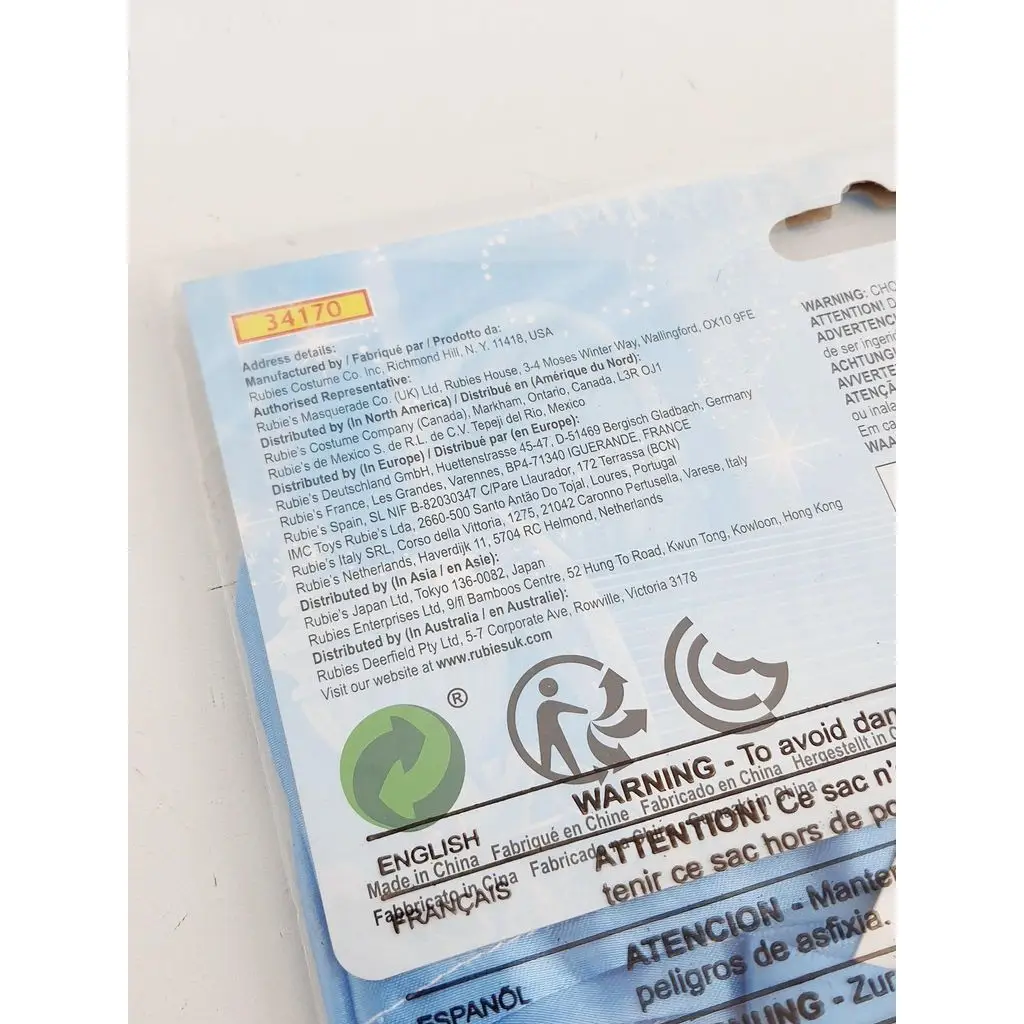 34170
Address details:
Manufactured by / Fabriqué par / Prodotto da:
Rubies Costume Co. Inc, Richmond Hill, N. Y. 11418, USA
Authorised Representative:
Rubie's Masquerade Co. (UK) Ltd, Rubies House, 3-4 Moses Winter Way, Wallingford, OX10 9FE
Distributed by (In North America) / Distribué en (Amérique du Nord):
Rubie's Costume Company (Canada), Markham, Ontario, Canada, L3R OJ1
Rubie's de Mexico S. de R.L. de C.V. Tepeji del Rio, Mexico
Distributed by (In Europe) / Distribué par (en Europe):
Rubie's Deutschland GmbH, Huettenstrasse 45-47, D-51469 Bergisch Gladbach, Germany
Rubie's France, Les Grandes, Varennes, BP4-71340 IGUERANDE, FRANCE
Rubie's Spain, SL NIF B-82030347 C/Pare Llaurador, 172 Terrassa (BCN)
IMC Toys Rubie's Lda, 2660-500 Santo Antão Do Tojal, Loures, Portugal
Rubie's Italy SRL, Corso della Vittoria, 1275, 21042 Caronno Pertusella, Varese, Italy
Rubie's Netherlands, Haverdijk 11, 5704 RC Helmond, Netherlands
Distributed by (In Asia / en Asie):
Rubie's Japan Ltd, Tokyo 136-0082, Japan
Rubies Enterprises Ltd, 9/fl Bamboos Centre, 52 Hung To Road, Kwun Tong, Kowloon, Hong Kong
Distributed by (In Australia / en Australie):
Rubies Deerfield Pty Ltd, 5-7 Corporate Ave, Rowville, Victoria 3178
Visit our website at www.rubiesuk.com
WARNING: CHO
ATTENTION! D
ADVERTENC
de ser ingeri
ACHTUNG!
AVVERTE
ATENÇÃ
ou inala
Em ca
WAA
®
WARNING - To avoid dan
ENGLISH
Made in China Fabriqué en Chine Fabricado en China Hergestellt in C
ATTENTION! Ce sac n'
Fabbricato in Cina
FRANÇAIS
tenir ce sac hors de po
ATENCION - Manten
peligros de asfixia.
ESPAÑOL
- Zur